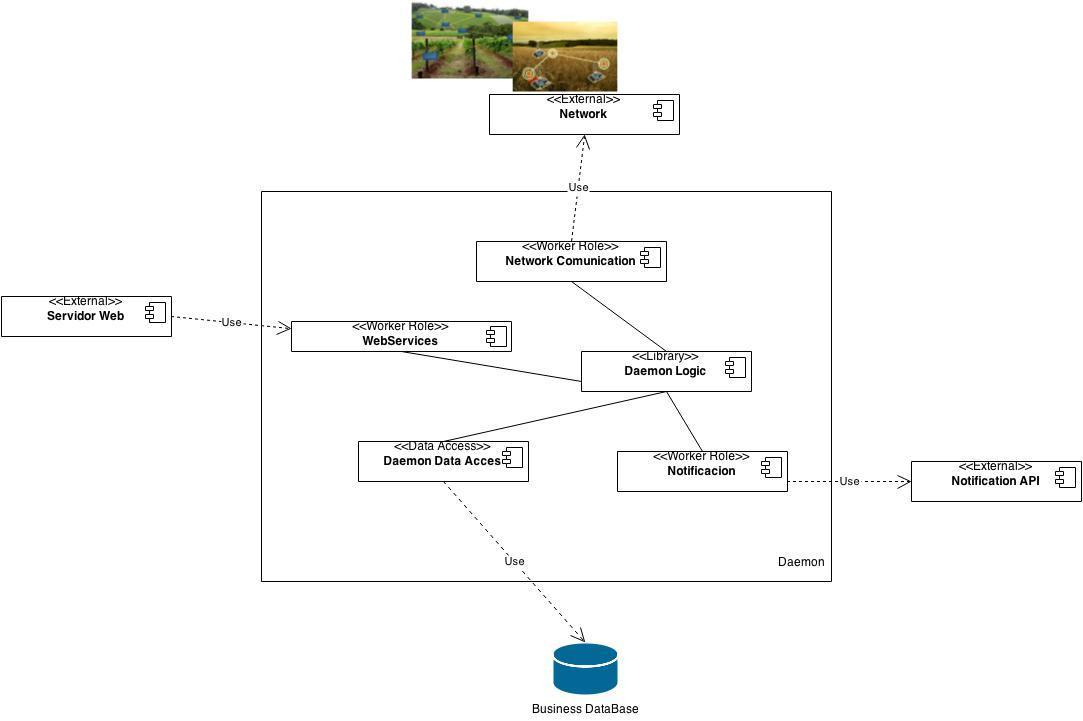 <<External>>
Network
Use
<<Worker Role>>
Network Comunication
<<External>>
Servidor Web
Use
<<Worker Role>>
WebServices
<<Library>>
Daemon Logic
<<Data Access>>
Daemon Data Acces
<<Worker Role>>
Notificacion
Use
<<External>>
Notification API
Use
Daemon
Business DataBase